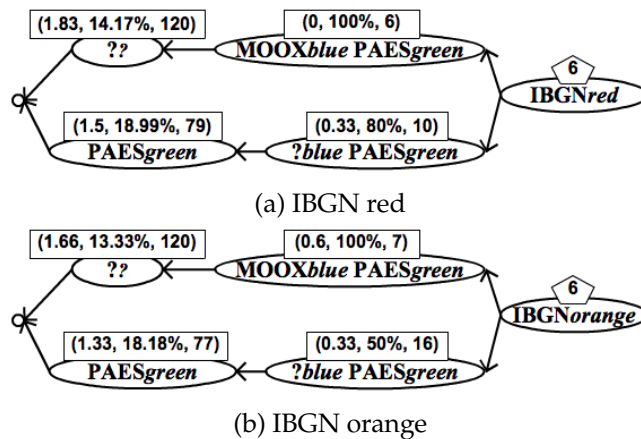 (1.83, 14.17%, 120)
(0, 100%, 6)
??
MOOXblue PAESgreen
6
IBGNred
(1.5, 18.99%, 79)
(0.33, 80%, 10)
PAESgreen
?blue PAESgreen
(a) IBGN red
(1.66, 13.33%, 120)
(0.6, 100%, 7)
??
MOOXblue PAESgreen
6
IBGNorange
(1.33, 18.18%, 77)
(0.33, 50%, 16)
PAESgreen
?blue PAESgreen
(b) IBGN orange